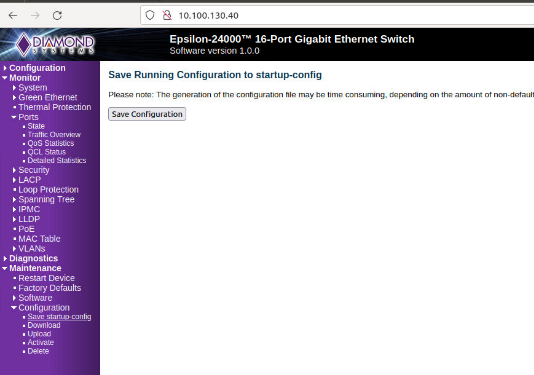 10.100.130.40
DIAMOND
SYSTEMS
Epsilon-24000™ 16-Port Gigabit Ethernet Switch
Software version 1.0.0
Configuration
Monitor
System
Green Ethernet
Thermal Protection
Ports
State
Traffic Overview
QoS Statistics
QCL Status
Detailed Statistics
Security
LACP
Loop Protection
Spanning Tree
IPMC
LLDP
PoE
MAC Table
VLANs
Diagnostics
Maintenance
Restart Device
Factory Defaults
Software
Configuration
Save startup-config
Download
Upload
Activate
Delete
Save Running Configuration to startup-config
Please note: The generation of the configuration file may be time consuming, depending on the amount of non-default
Save Configuration